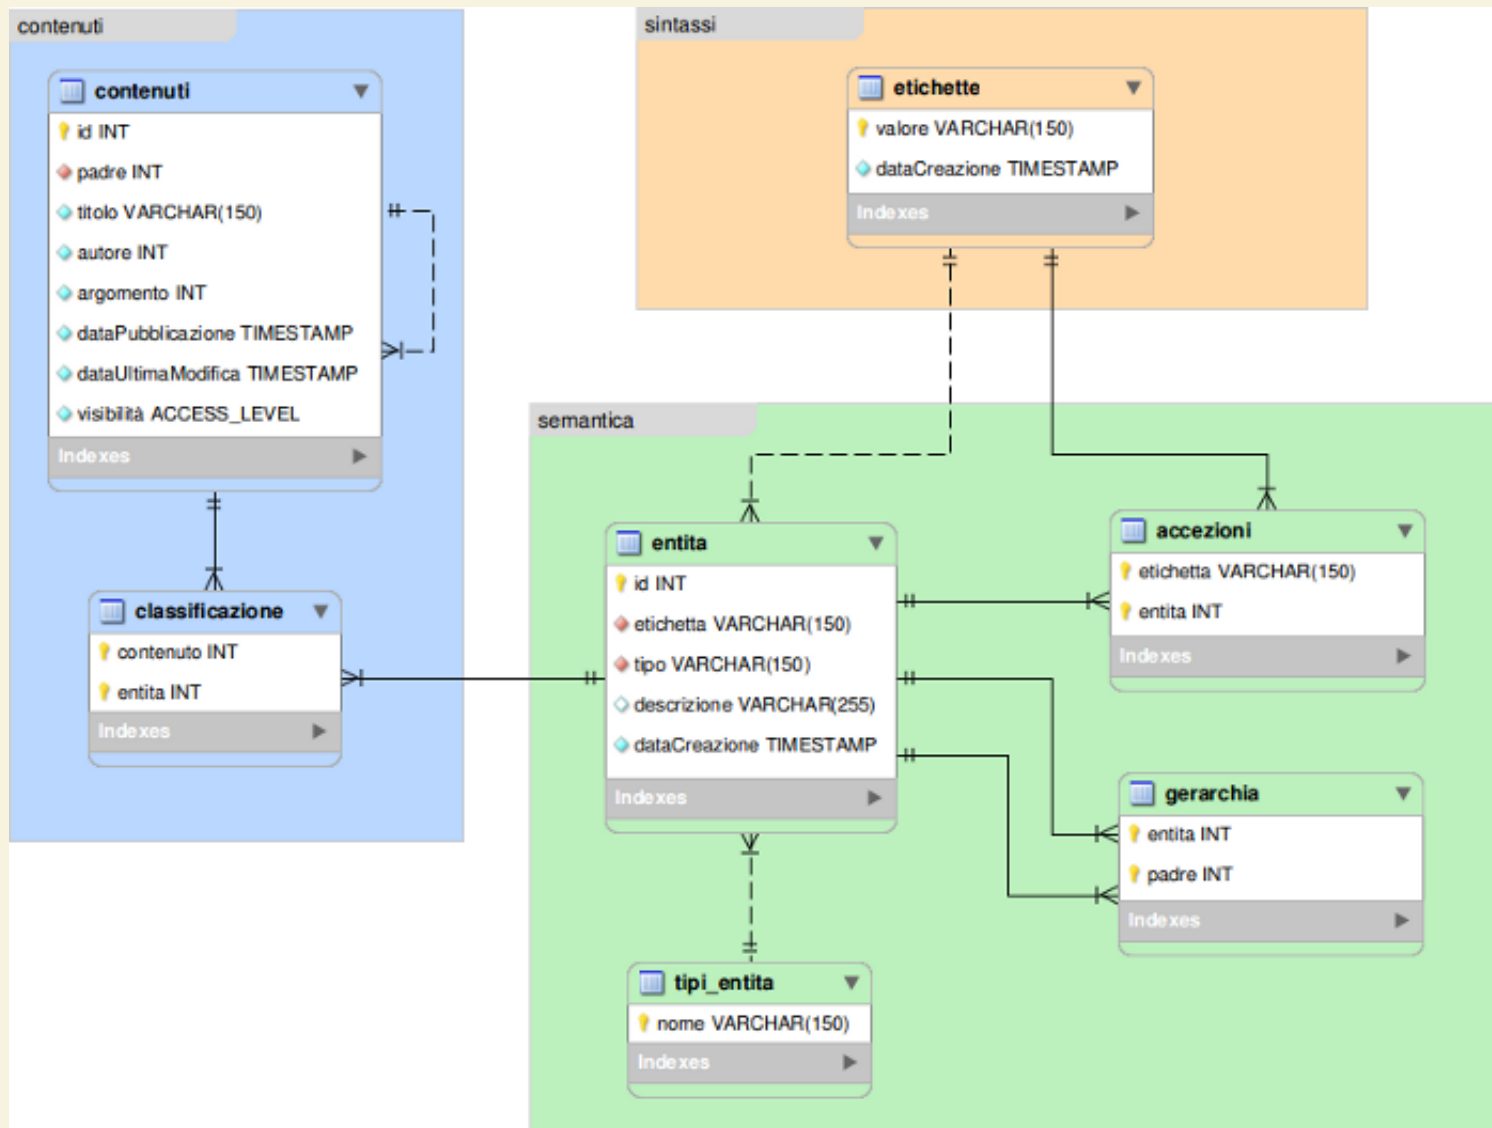 contenuti
contenuti
id INT
padre INT
titolo VARCHAR(150)
autore INT
argomento INT
dataPubblicazione TIMESTAMP
dataUltimaModifica TIMESTAMP
visibilità ACCESS_LEVEL
Indexes
classificazione
contenuto INT
entita INT
Indexes
sintassi
etichette
valore VARCHAR(150)
dataCreazione TIMESTAMP
Indexes
semantica
entita
id INT
etichetta VARCHAR(150)
tipo VARCHAR(150)
descrizione VARCHAR(255)
dataCreazione TIMESTAMP
Indexes
accezioni
etichetta VARCHAR(150)
entita INT
Indexes
gerarchia
entita INT
padre INT
Indexes
tipi_entita
nome VARCHAR(150)
Indexes